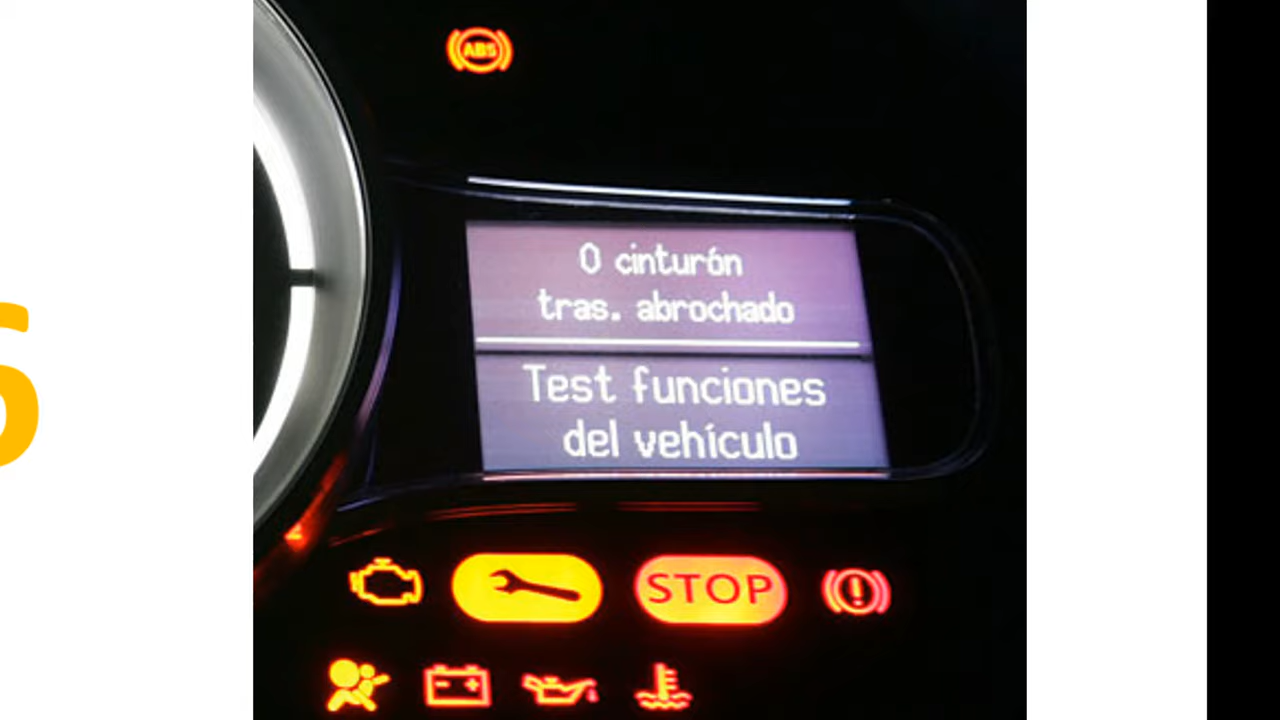 ABS
0 cinturón
tras. abrochado
Test funciones
del vehículo
STOP